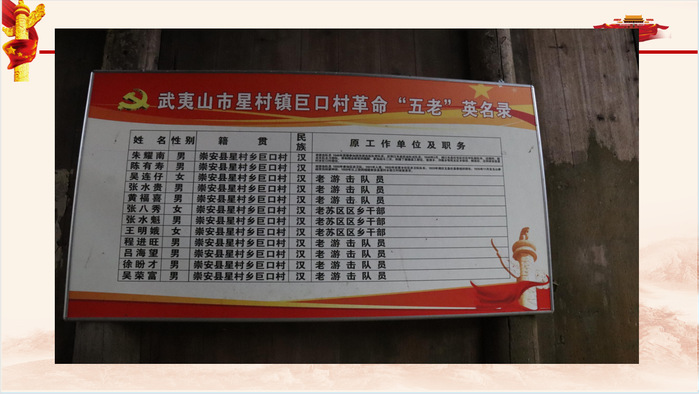 武夷山市星村镇巨口村革命“五老”英名录
姓 名 性别 籍 贯 民族 原工作单位及职务
朱耀南 男 崇安县星村乡巨口村 汉
陈有寿 男 崇安县星村乡巨口村 汉
吴连仔 女 崇安县星村乡巨口村 汉 老游击队员
张水贵 男 崇安县星村乡巨口村 汉 老游击队员
黄福喜 男 崇安县星村乡巨口村 汉 老游击队员
张八秀 女 崇安县星村乡巨口村 汉 老苏区区乡干部
张水魁 男 崇安县星村乡巨口村 汉 老苏区区乡干部
王明娥 女 崇安县星村乡巨口村 汉 老苏区区乡干部
程进旺 男 崇安县星村乡巨口村 汉 老游击队员
吕海望 男 崇安县星村乡巨口村 汉 老游击队员
徐盼才 男 崇安县星村乡巨口村 汉 老游击队员
吴荣富 男 崇安县星村乡巨口村 汉 老游击队员